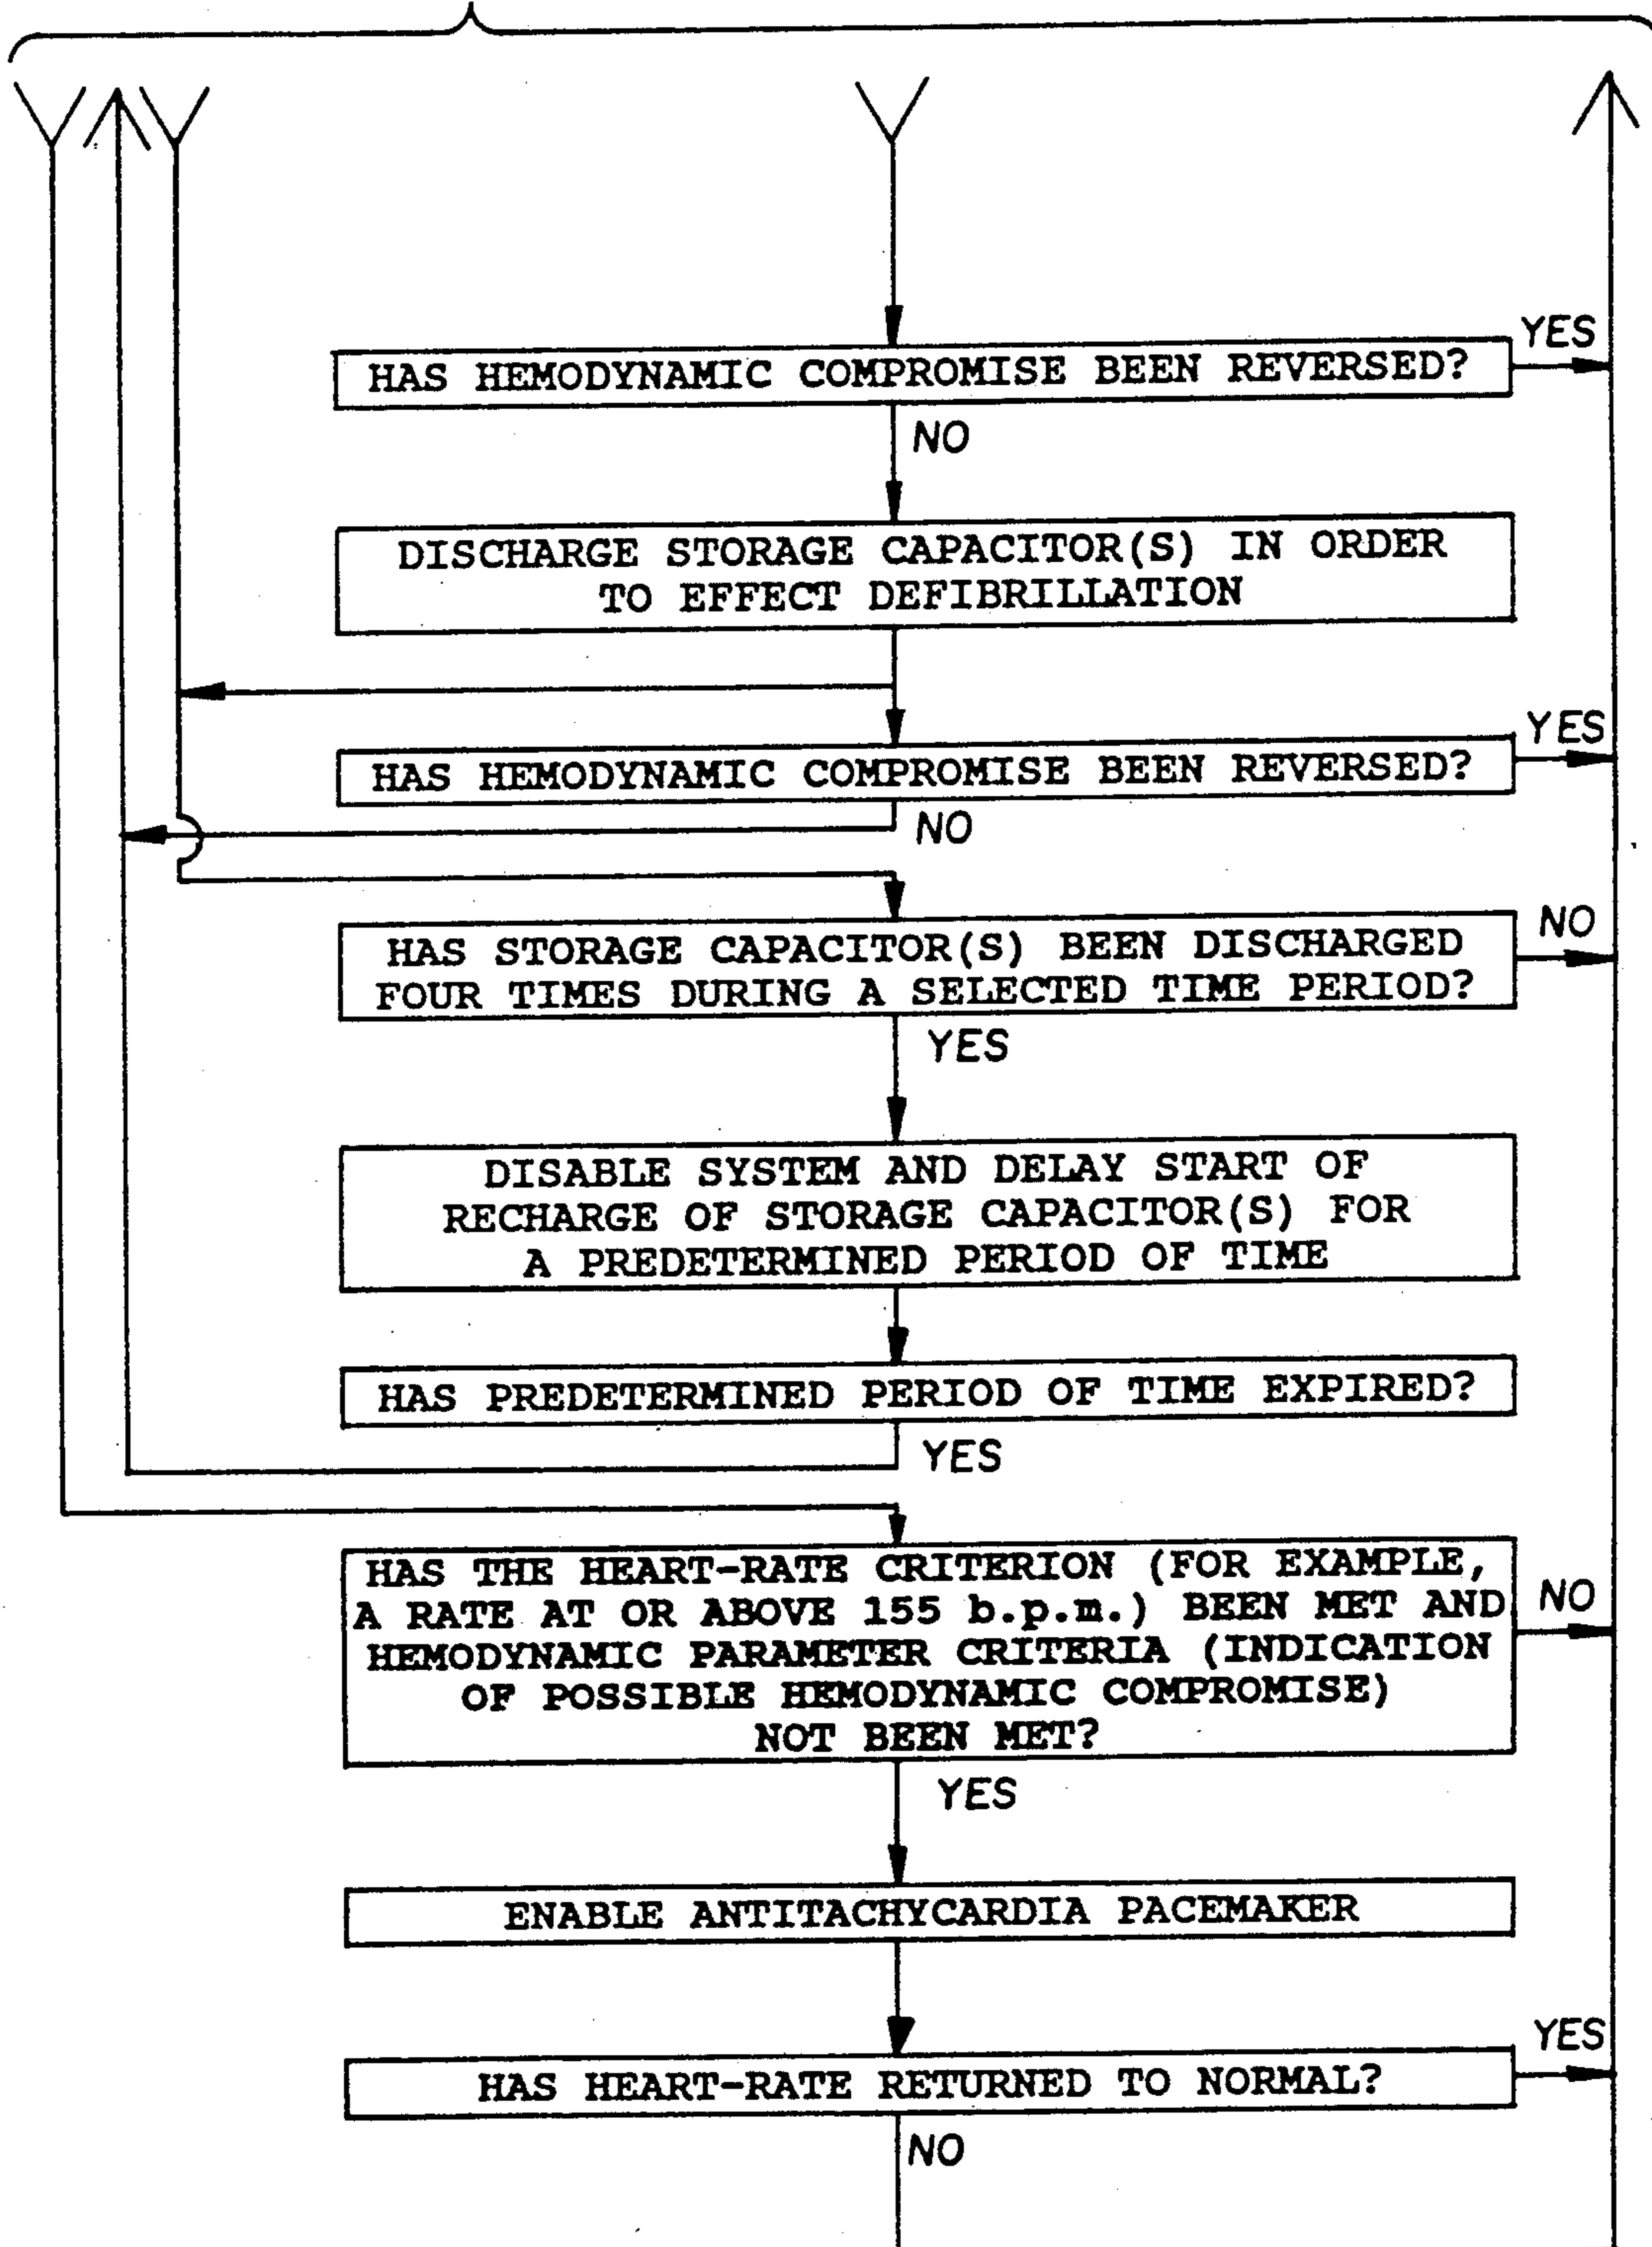 HAS HEMODYNAMIC COMPROMISE BEEN REVERSED?
YES
NO
DISCHARGE STORAGE CAPACITOR(S) IN ORDER
TO EFFECT DEFIBRILLATION
HAS HEMODYNAMIC COMPROMISE BEEN REVERSED?
YES
NO
HAS STORAGE CAPACITOR(S) BEEN DISCHARGED
FOUR TIMES DURING A SELECTED TIME PERIOD?
NO
YES
DISABLE SYSTEM AND DELAY START OF
RECHARGE OF STORAGE CAPACITOR(S) FOR
A PREDETERMINED PERIOD OF TIME
HAS PREDETERMINED PERIOD OF TIME EXPIRED?
YES
HAS THE HEART-RATE CRITERION (FOR EXAMPLE,
A RATE AT OR ABOVE 155 b.p.m.) BEEN MET AND
HEMODYNAMIC PARAMETER CRITERIA (INDICATION
OF POSSIBLE HEMODYNAMIC COMPROMISE)
NOT BEEN MET?
NO
YES
ENABLE ANTITACHYCARDIA PACEMAKER
HAS HEART-RATE RETURNED TO NORMAL?
YES
NO